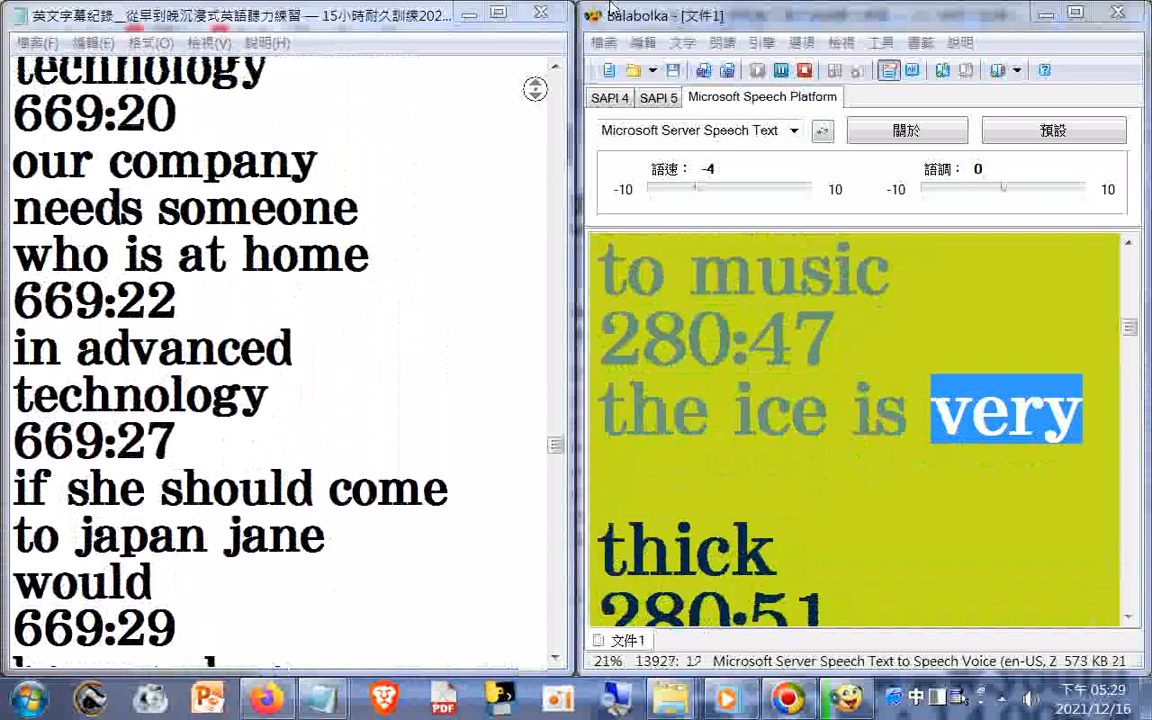 英文字幕紀錄__從早到晚沉浸式英語聽力練習 — 15小時耐久訓練202...
檔案(F) 編輯(E) 格式(O) 檢視(V) 說明(H)
technology
669:20
our company
needs someone
who is at home
669:22
in advanced
technology
669:27
if she should come
to japan jane
would
669:29
Balabolka - [文件1]
檔案 編輯 文字 朗讀 引擎 選項 檢視 工具 書籤 說明
SAPI 4 SAPI 5 Microsoft Speech Platform
Microsoft Server Speech Text 關於 預設
語速： -4 語調： 0
-10 10 -10 10
to music
280:47
the ice is very
thick
280:51
文件1
21% 13927: 12 Microsoft Server Speech Text to Speech Voice (en-US, Z 573 KB 21
PDF
中
下午 05:29
2021/12/16